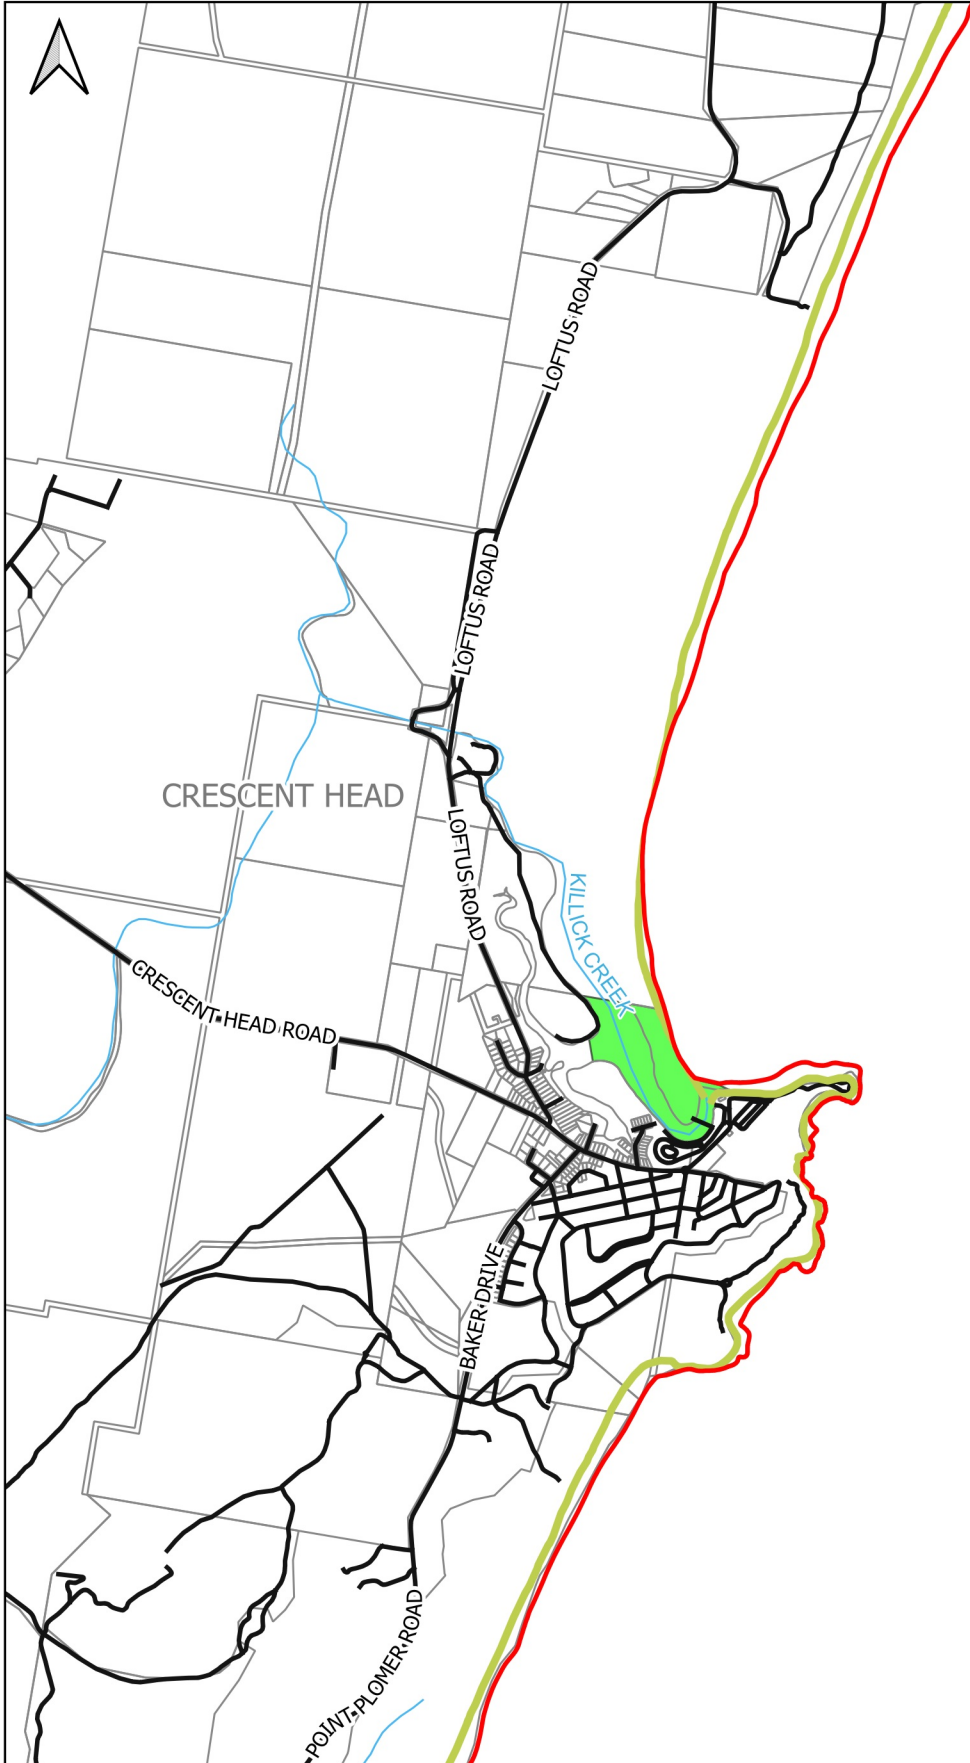 LOFTUS ROAD
LOFTUS ROAD
CRESCENT HEAD
LOFTUS ROAD
KILLICK CREEK
CRESCENT HEAD ROAD
BAKER DRIVE
POINT PLOMER ROAD